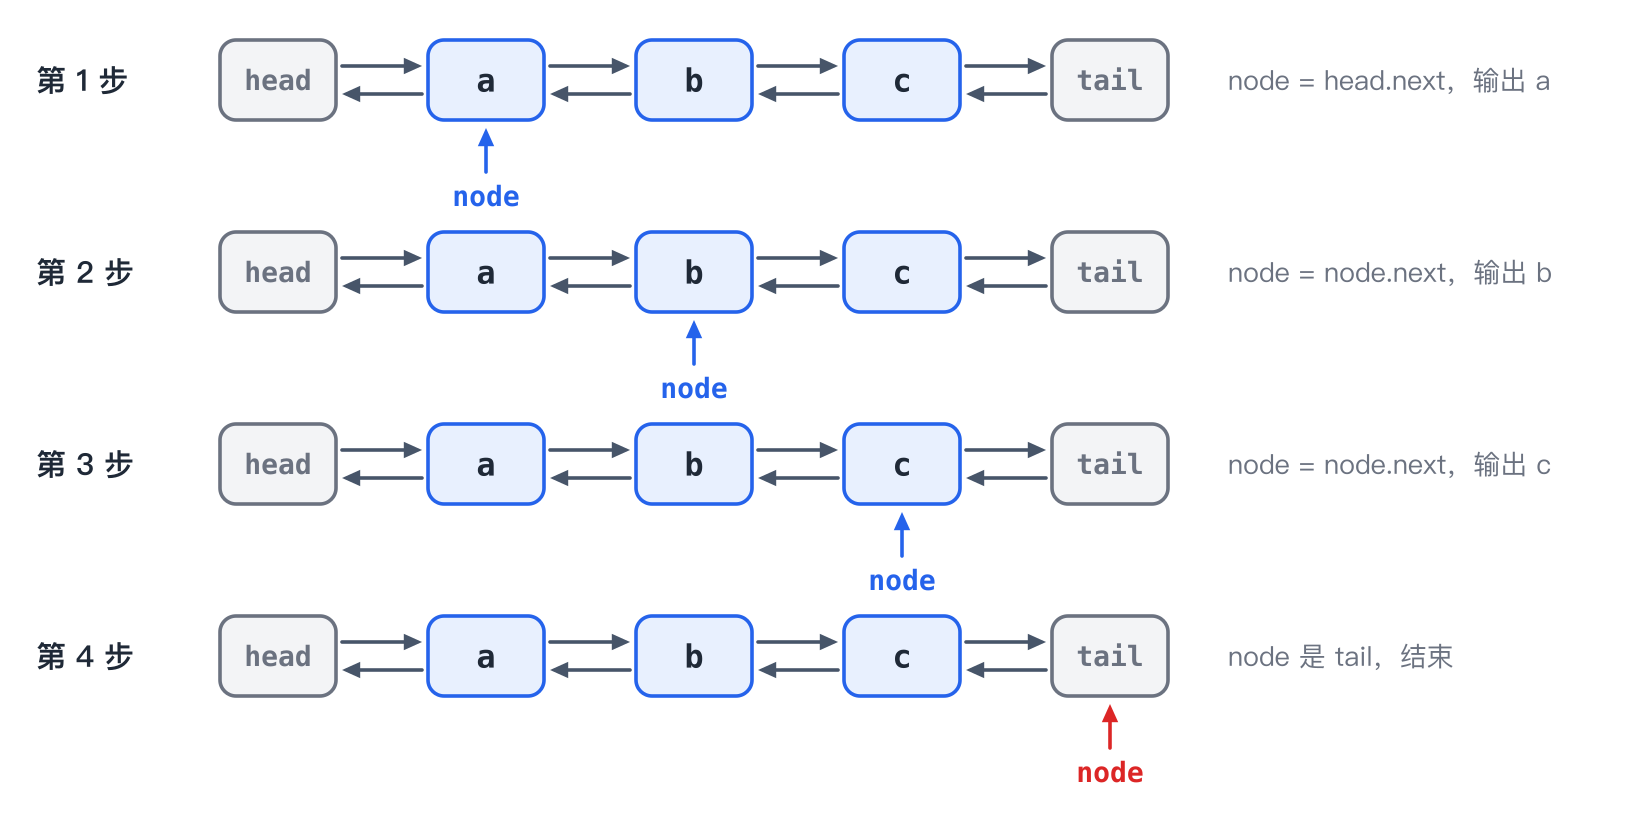 第 1 步 head a b c tail node = head.next，输出 a
node
第 2 步 head a b c tail node = node.next，输出 b
node
第 3 步 head a b c tail node = node.next，输出 c
node
第 4 步 head a b c tail node 是 tail，结束
node